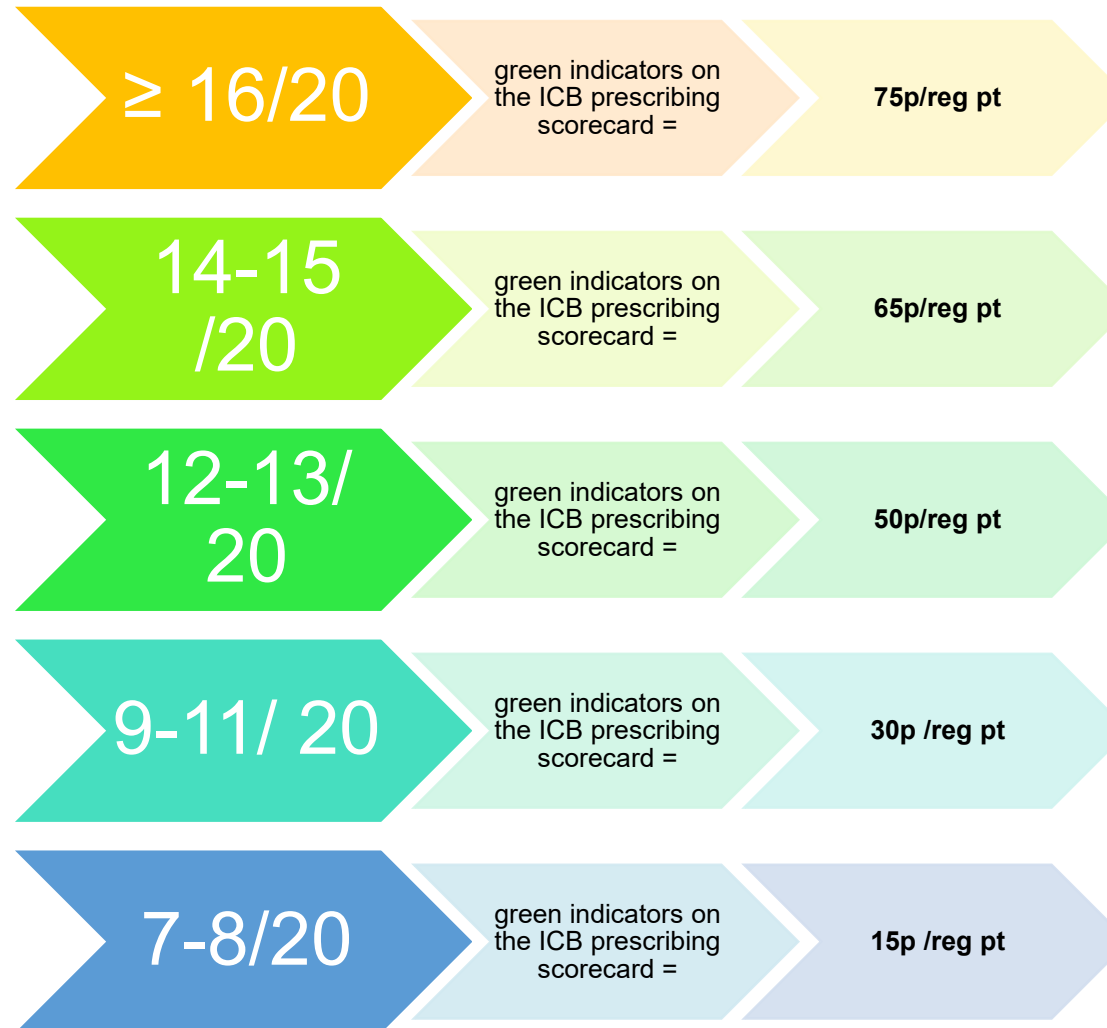 ≥ 16/20
green indicators on
the ICB prescribing
scorecard =
75p/reg pt
14-15
/20
green indicators on
the ICB prescribing
scorecard =
65p/reg pt
12-13/
20
green indicators on
the ICB prescribing
scorecard =
50p/reg pt
9-11/ 20
green indicators on
the ICB prescribing
scorecard =
30p /reg pt
7-8/20
green indicators on
the ICB prescribing
scorecard =
15p /reg pt